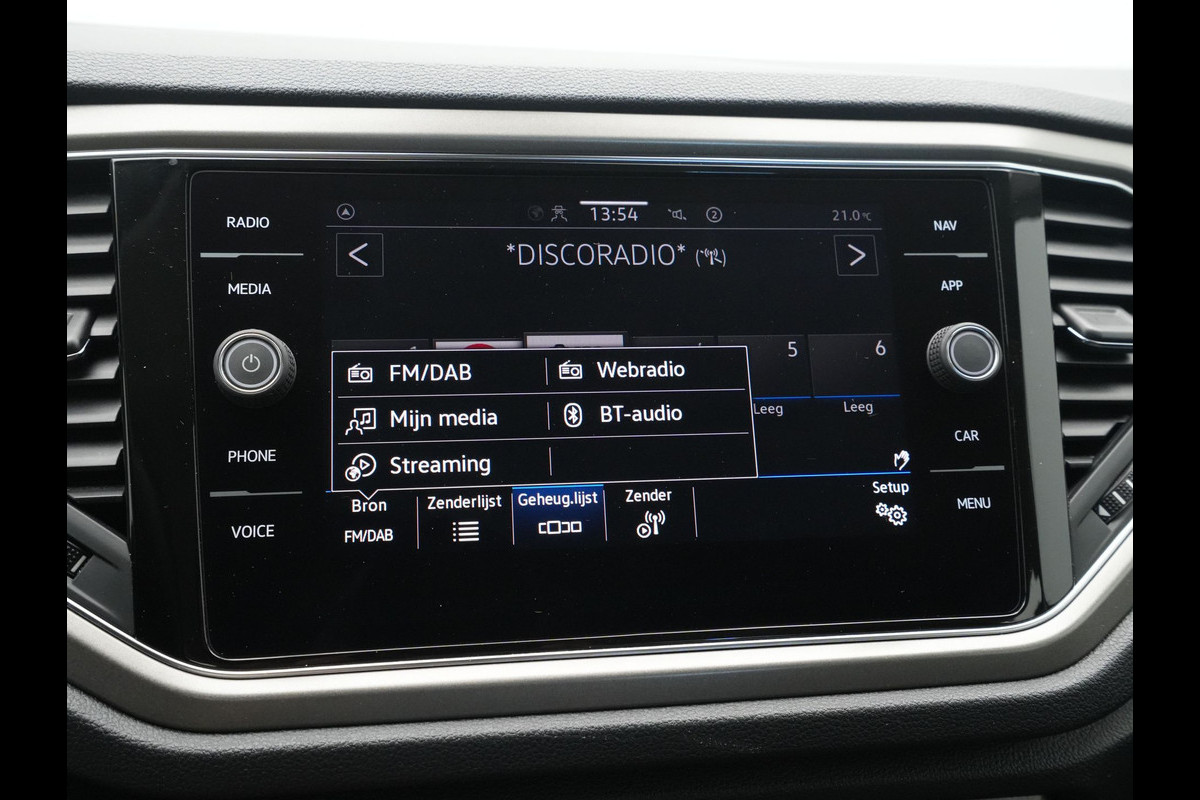 RADIO
MEDIA
PHONE
VOICE
13:54
2
21.0°C
< *DISCORADIO* >
5 6
Leeg Leeg
FM/DAB Webradio
Mijn media BT-audio
Streaming
Bron Zenderlijst Geheug.lijst Zender Setup
FM/DAB
NAV
APP
CAR
MENU